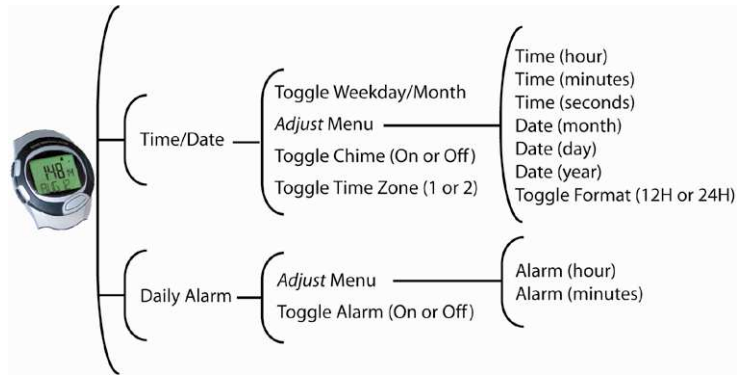 Time/Date
Toggle Weekday/Month
Adjust Menu
Toggle Chime (On or Off)
Toggle Time Zone (1 or 2)
Time (hour)
Time (minutes)
Time (seconds)
Date (month)
Date (day)
Date (year)
Toggle Format (12H or 24H)
Daily Alarm
Adjust Menu
Toggle Alarm (On or Off)
Alarm (hour)
Alarm (minutes)